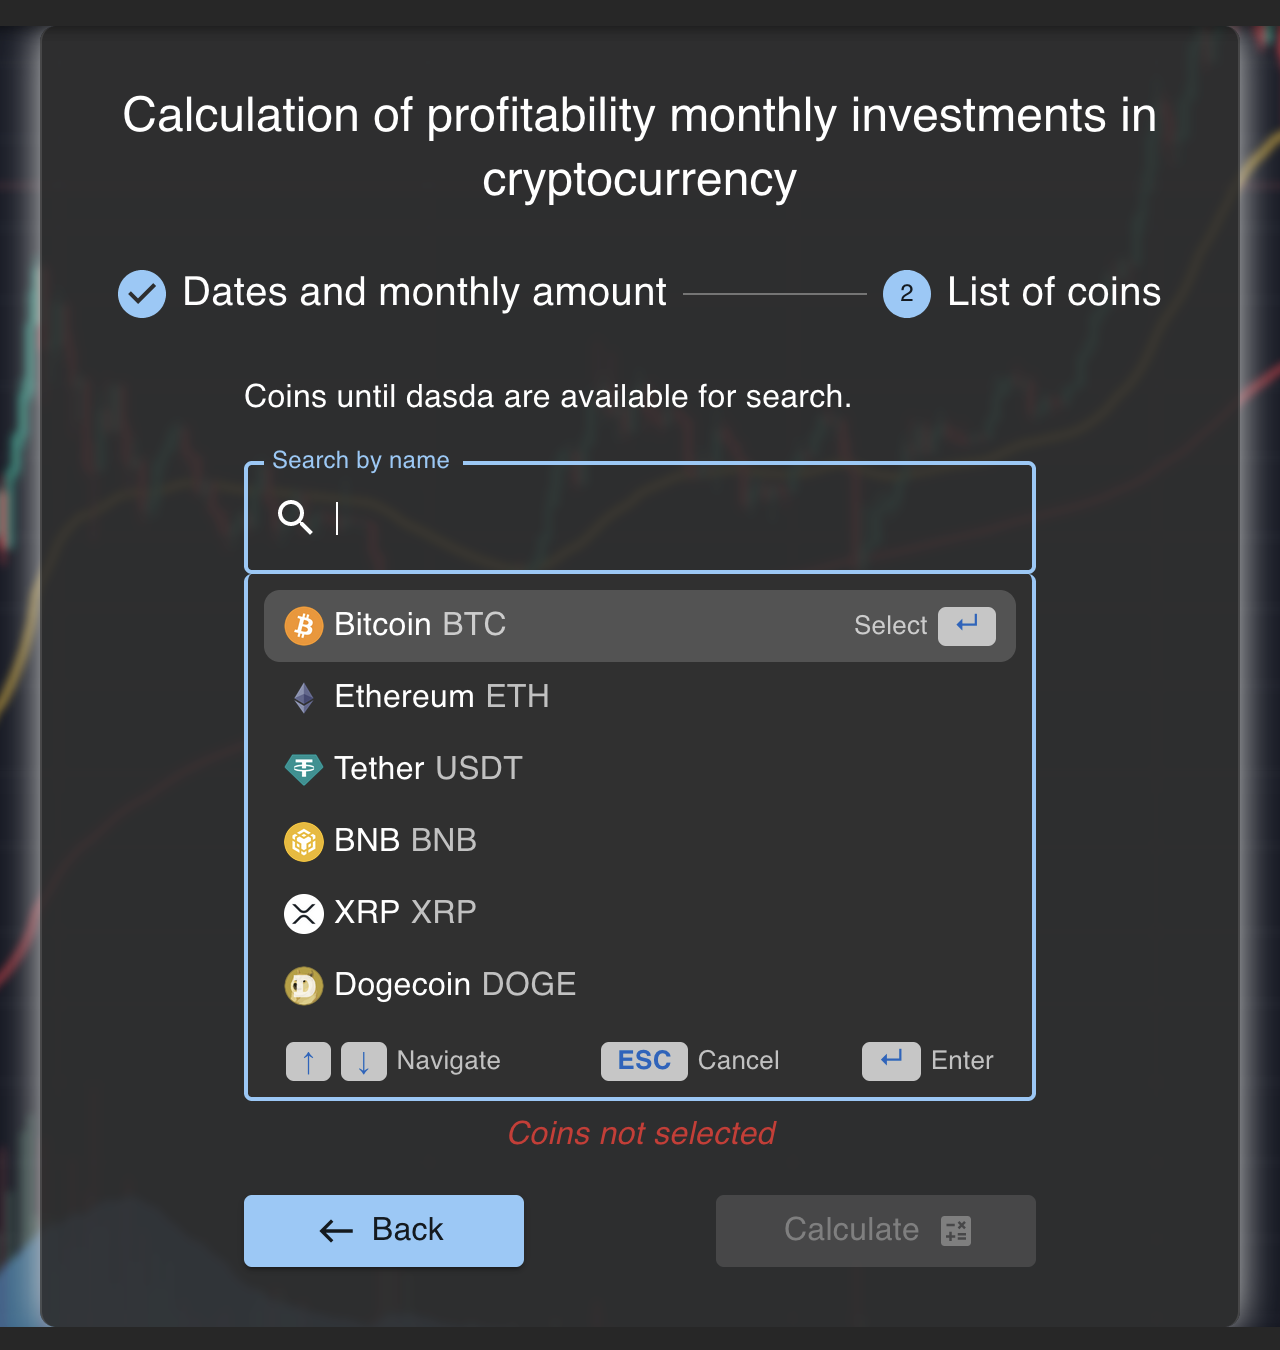 Calculation of profitability monthly investments in
cryptocurrency
Dates and monthly amount
2 List of coins
Coins until dasda are available for search.
Search by name
Bitcoin BTC Select ↵
Ethereum ETH
Tether USDT
BNB BNB
XRP XRP
Dogecoin DOGE
↑ ↓ Navigate ESC Cancel ↵ Enter
Coins not selected
← Back
Calculate